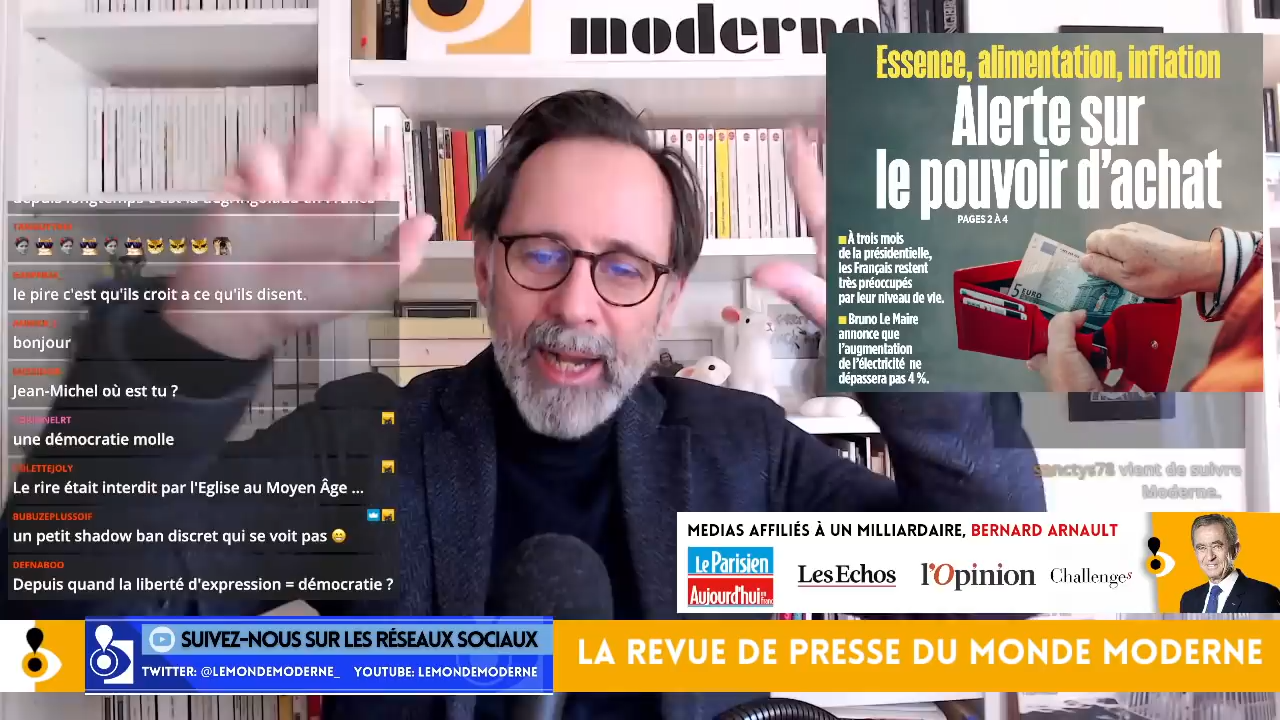 moderne
Essence, alimentation, inflation
Alerte sur
le pouvoir d'achat
PAGES 2 À 4
À trois mois
de la présidentielle,
les Français restent
très préoccupés
par leur niveau de vie.
Bruno Le Maire
annonce que
l'augmentation
de l'électricité ne
dépassera pas 4 %.
5 EURO
le pire c'est qu'ils croit a ce qu'ils disent.
bonjour
Jean-Michel où est tu ?
une démocratie molle
Le rire était interdit par l'Eglise au Moyen Âge ...
BUBUZEPLUSSOIF
un petit shadow ban discret qui se voit pas 😁
DEFNABOO
Depuis quand la liberté d'expression = démocratie ?
sanctys78 vient de suivre
Moderne.
MEDIAS AFFILIÉS À UN MILLIARDAIRE, BERNARD ARNAULT
Le Parisien
Aujourd'hui en France
Les Echos
l'Opinion
Challenges
SUIVEZ-NOUS SUR LES RÉSEAUX SOCIAUX
TWITTER: @LEMONDEMODERNE_ YOUTUBE: LEMONDEMODERNE
LA REVUE DE PRESSE DU MONDE MODERNE